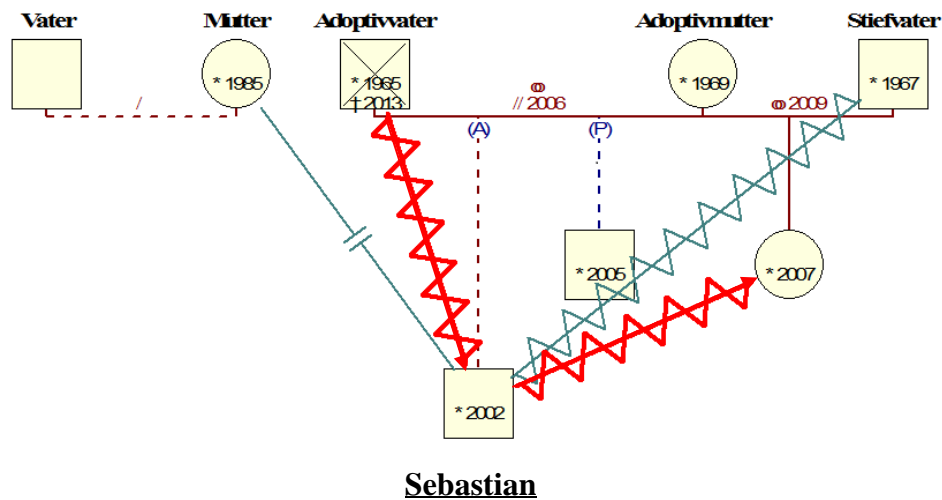 Vater Mutter Adoptivvater Adoptivmutter Stiefvater
* 1985 * 1965 * 1969 * 1967
† 2013
/ ⚭ // 2006 ⚭ 2009
(A) (P)
* 2005 * 2007
* 2002
Sebastian